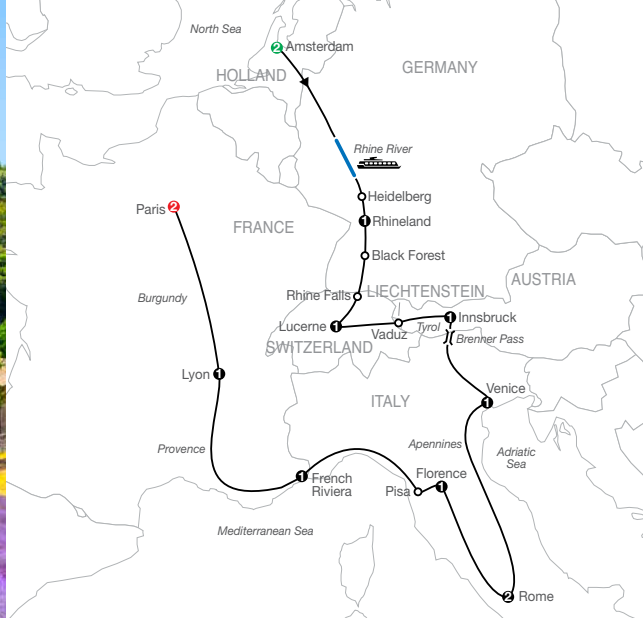 North Sea
2 Amsterdam
HOLLAND
GERMANY
Rhine River
Heidelberg
Paris 2
1 Rhineland
FRANCE
Black Forest
AUSTRIA
Rhine Falls
LIECHTENSTEIN
Burgundy
Lucerne 1
Vaduz
Tyrol
1 Innsbruck
Brenner Pass
SWITZERLAND
Lyon 1
Venice
1
ITALY
Provence
Apennines
Adriatic
Sea
1 French
Riviera
Florence
1
Pisa
Mediterranean Sea
2 Rome